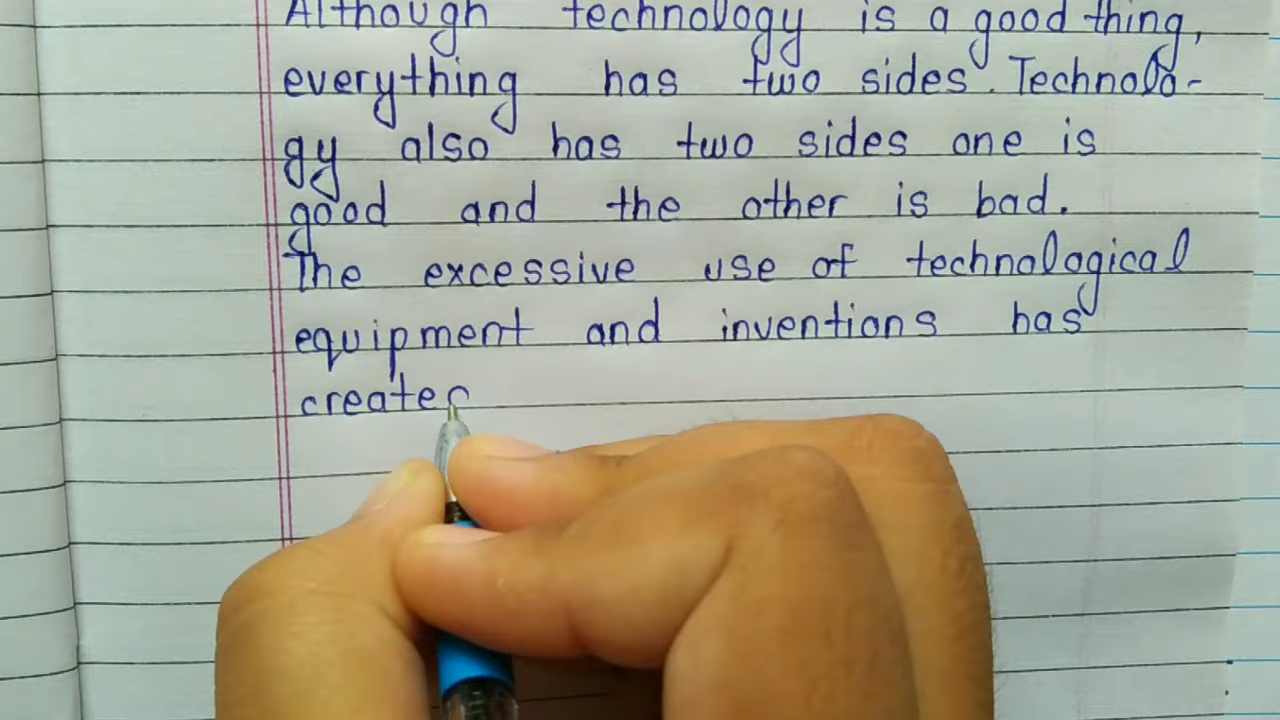 Although technology is a good thing,
everything has two sides. Technolo-
gy also has two sides one is
good and the other is bad.
The excessive use of technological
equipment and inventions has
create